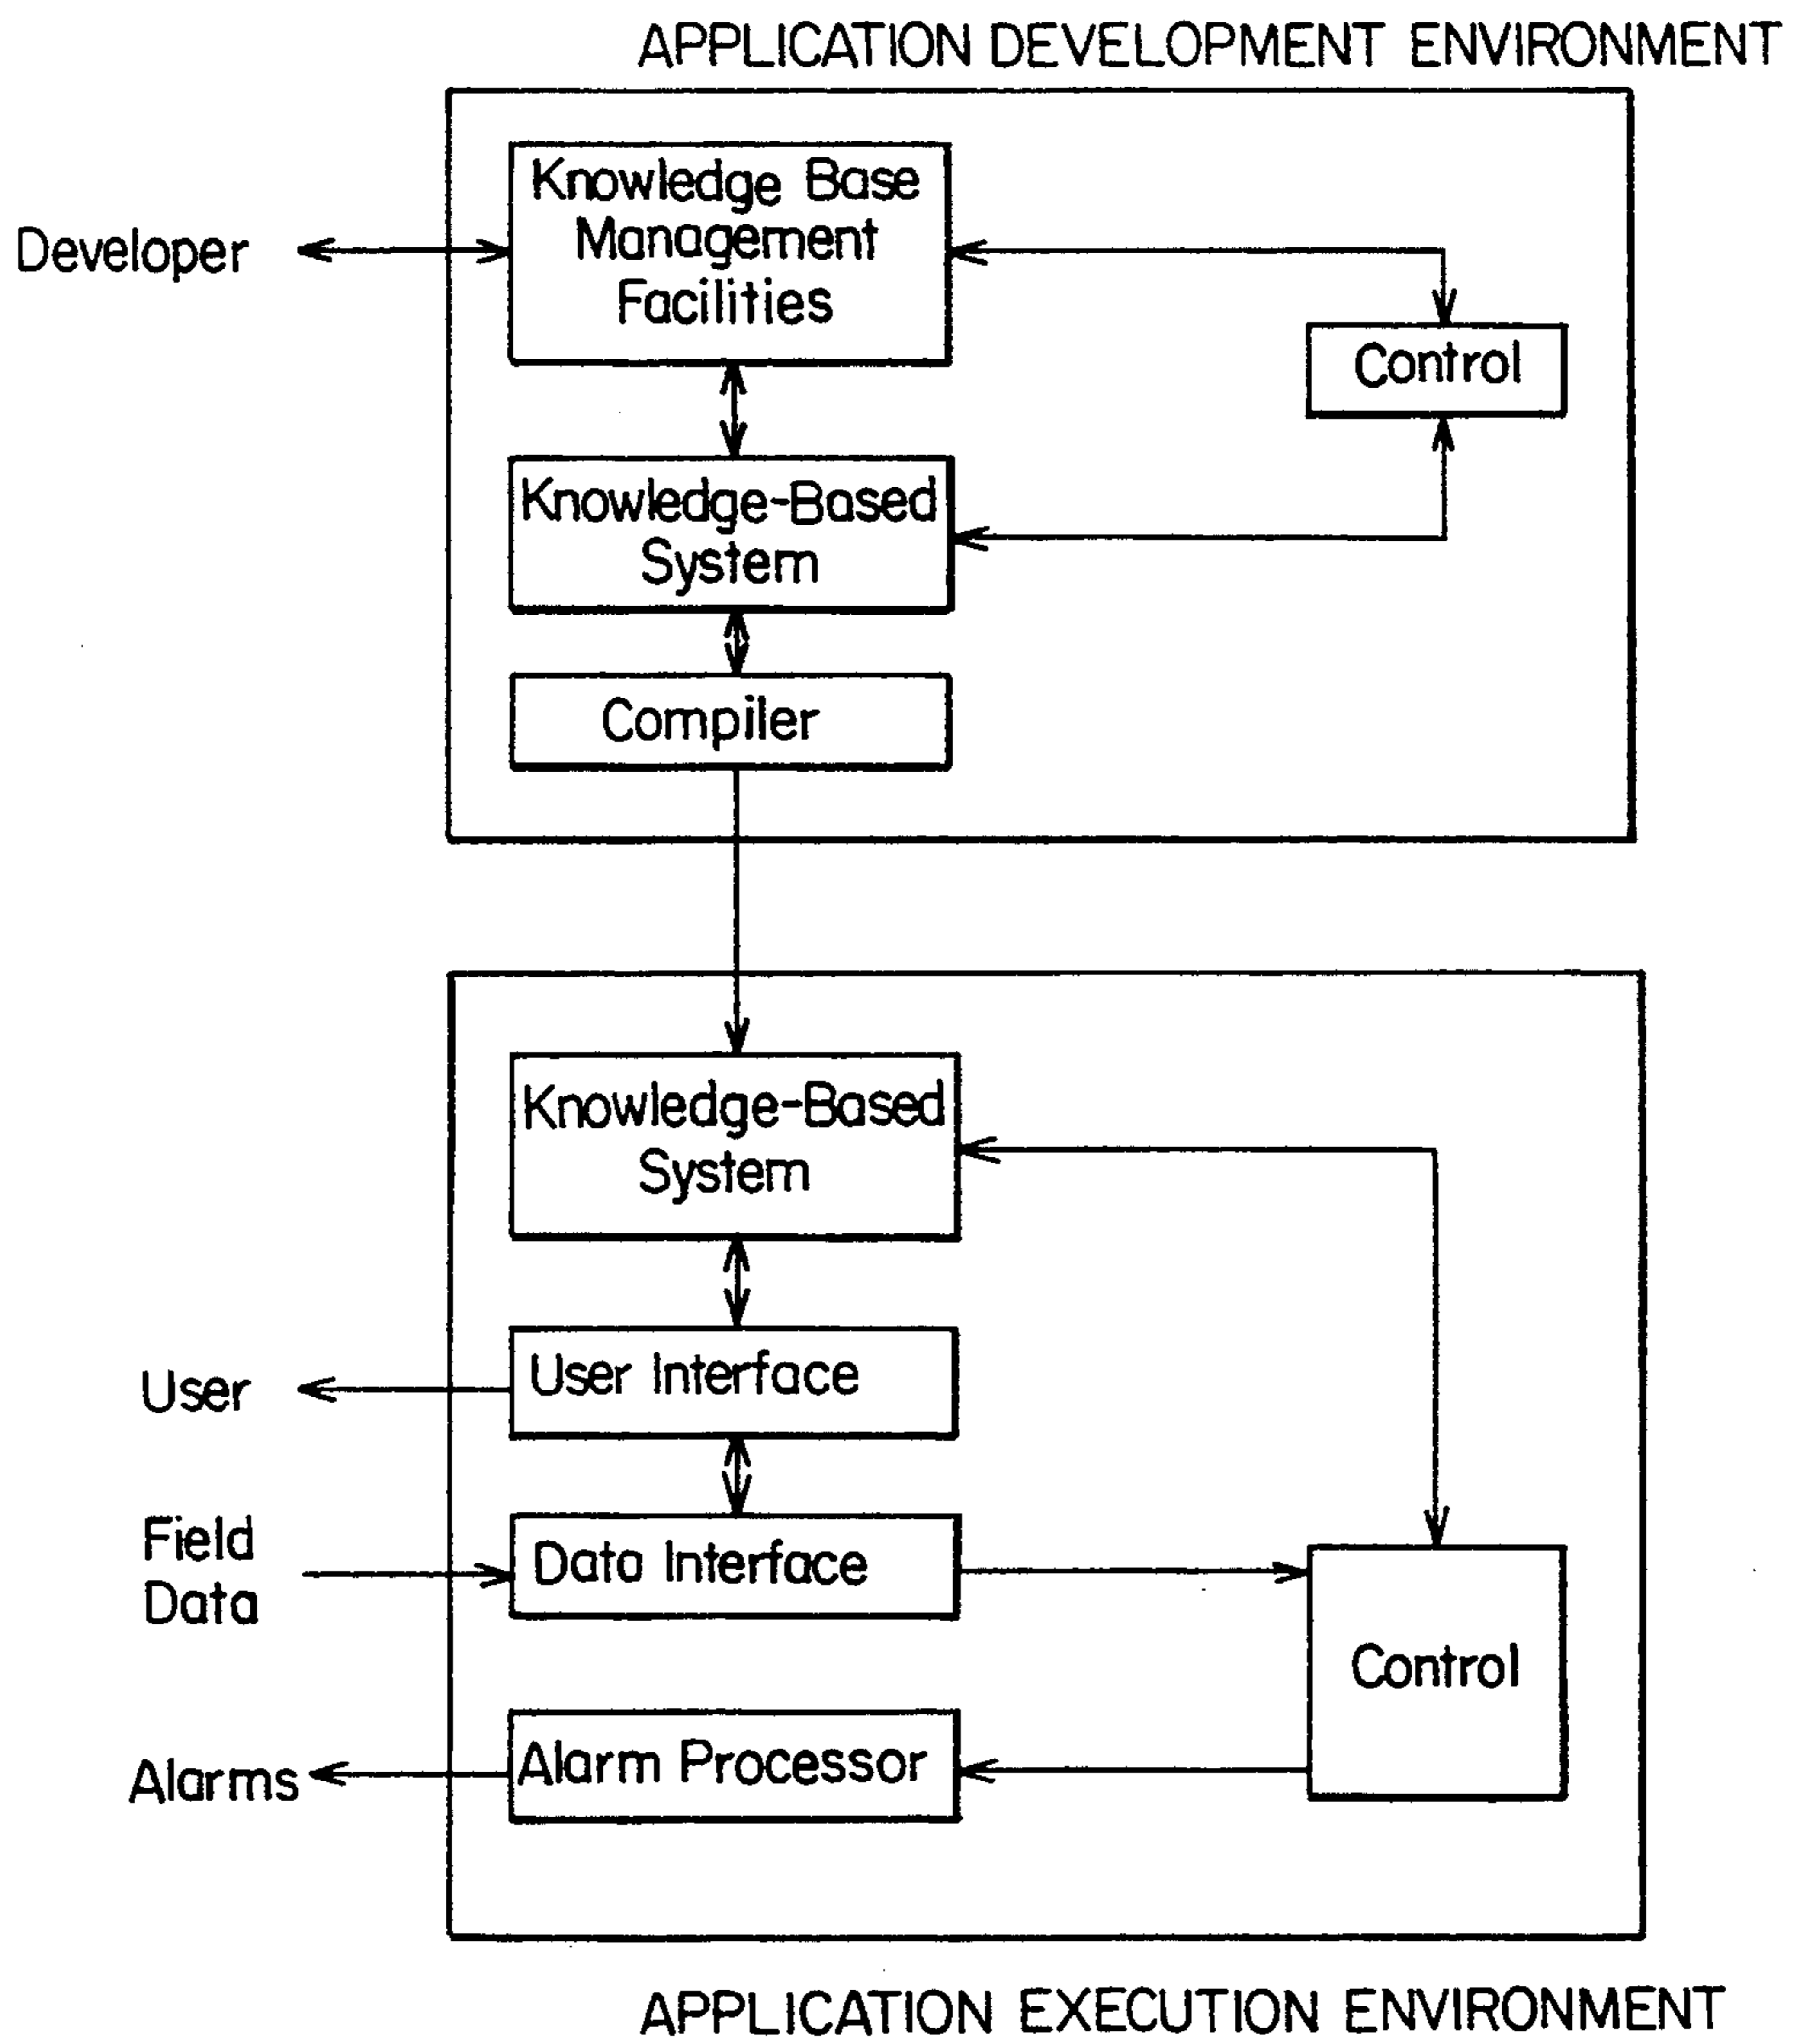 APPLICATION DEVELOPMENT ENVIRONMENT
Knowledge Base
Management
Facilities
Developer
Control
Knowledge-Based
System
Compiler
Knowledge-Based
System
User Interface
User
Field
Data
Data Interface
Control
Alarm Processor
Alarms
APPLICATION EXECUTION ENVIRONMENT